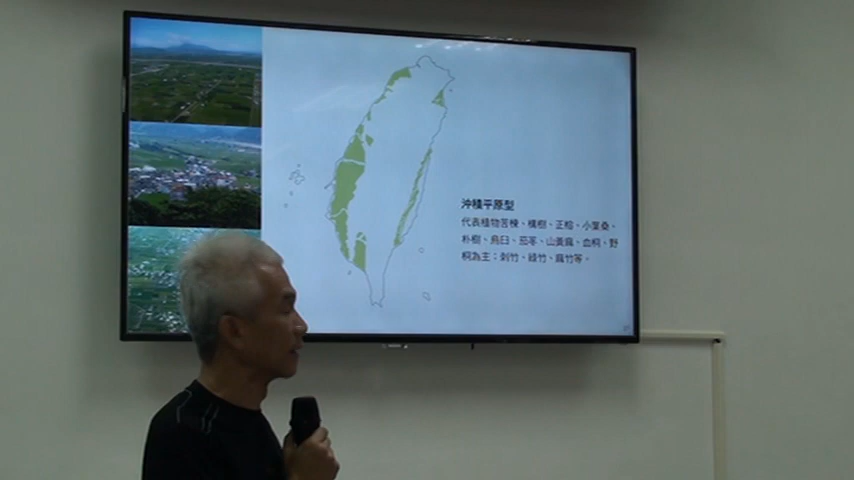 沖積平原型
代表植物苦楝、構樹、正榕、小葉桑、
朴樹、烏臼、茄苳、山黃麻、血桐、野
桐為主；刺竹、綠竹、麻竹等。